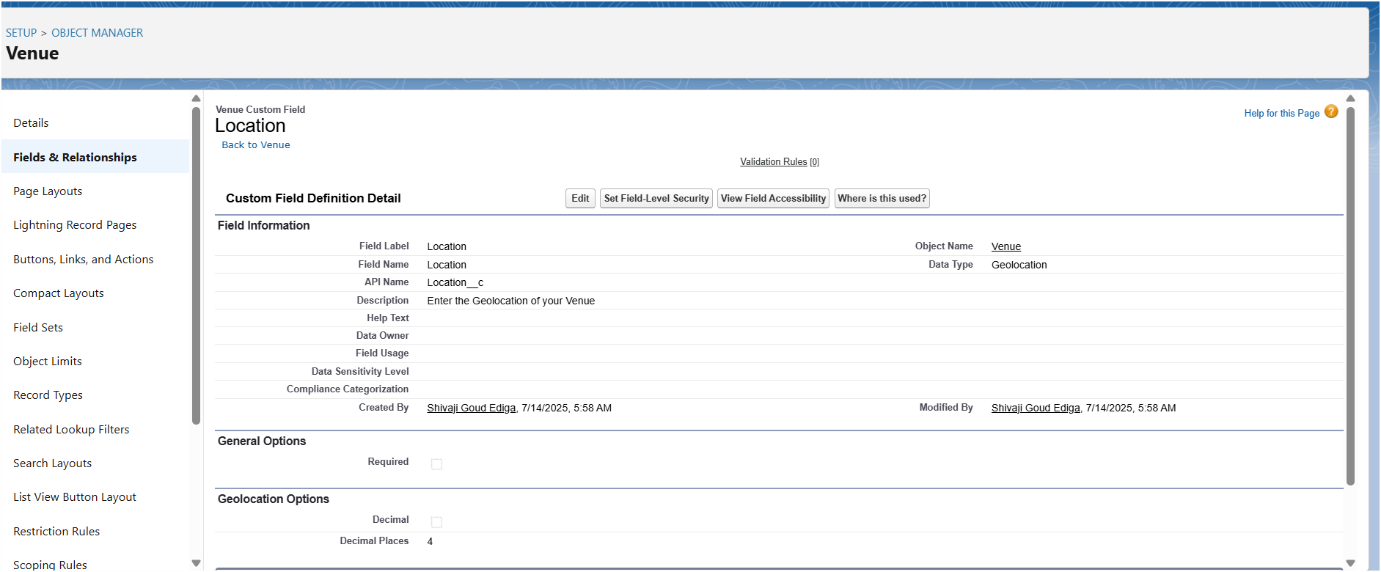 SETUP > OBJECT MANAGER
Venue
Details
Fields & Relationships
Page Layouts
Lightning Record Pages
Buttons, Links, and Actions
Compact Layouts
Field Sets
Object Limits
Record Types
Related Lookup Filters
Search Layouts
List View Button Layout
Restriction Rules
Scoping Rules
Venue Custom Field
Location
Back to Venue
Help for this Page ?
Validation Rules [0]
Custom Field Definition Detail Edit Set Field-Level Security View Field Accessibility Where is this used?
Field Information
Field Label Location Object Name Venue
Field Name Location Data Type Geolocation
API Name Location__c
Description Enter the Geolocation of your Venue
Help Text
Data Owner
Field Usage
Data Sensitivity Level
Compliance Categorization
Created By Shivaji Goud Ediga, 7/14/2025, 5:58 AM Modified By Shivaji Goud Ediga, 7/14/2025, 5:58 AM
General Options
Required
Geolocation Options
Decimal
Decimal Places 4